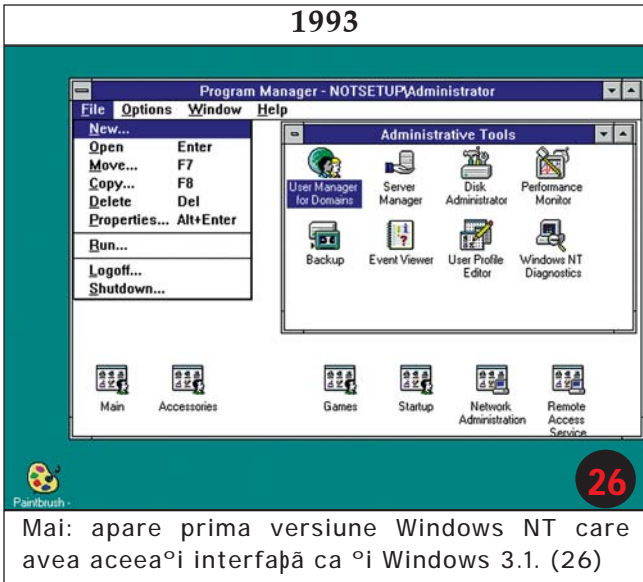 1993
Program Manager - NOTSETUP\Administrator
File Options Window Help
New...
Open Enter
Move... F7
Copy... F8
Delete Del
Properties... Alt+Enter
Run...
Logoff...
Shutdown...
Administrative Tools
User Manager for Domains
Server Manager
Disk Administrator
Performance Monitor
Backup
Event Viewer
User Profile Editor
Windows NT Diagnostics
Main
Accessories
Games
Startup
Network Administration
Remote Access Service
Paintbrush -
26
Mai: apare prima versiune Windows NT care
avea aceeaºi interfaþã ca ºi Windows 3.1. (26)